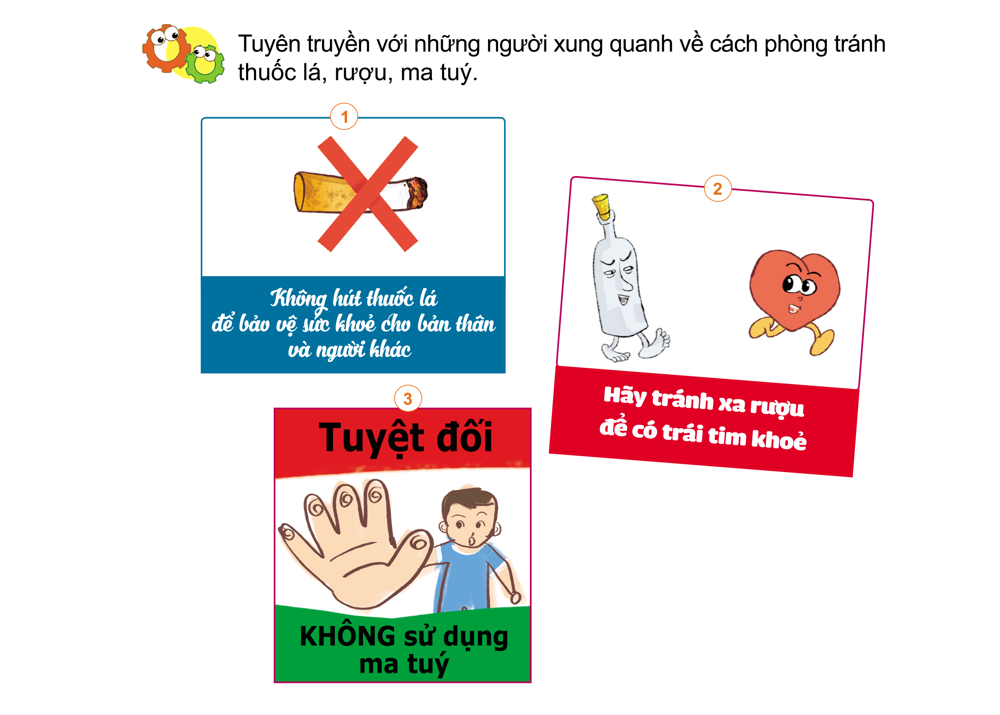 Tuyên truyền với những người xung quanh về cách phòng tránh
thuốc lá, rượu, ma tuý.
1
Không hút thuốc lá
để bảo vệ sức khoẻ cho bản thân
và người khác
2
Hãy tránh xa rượu
để có trái tim khoẻ
3
Tuyệt đối
KHÔNG sử dụng
ma tuý